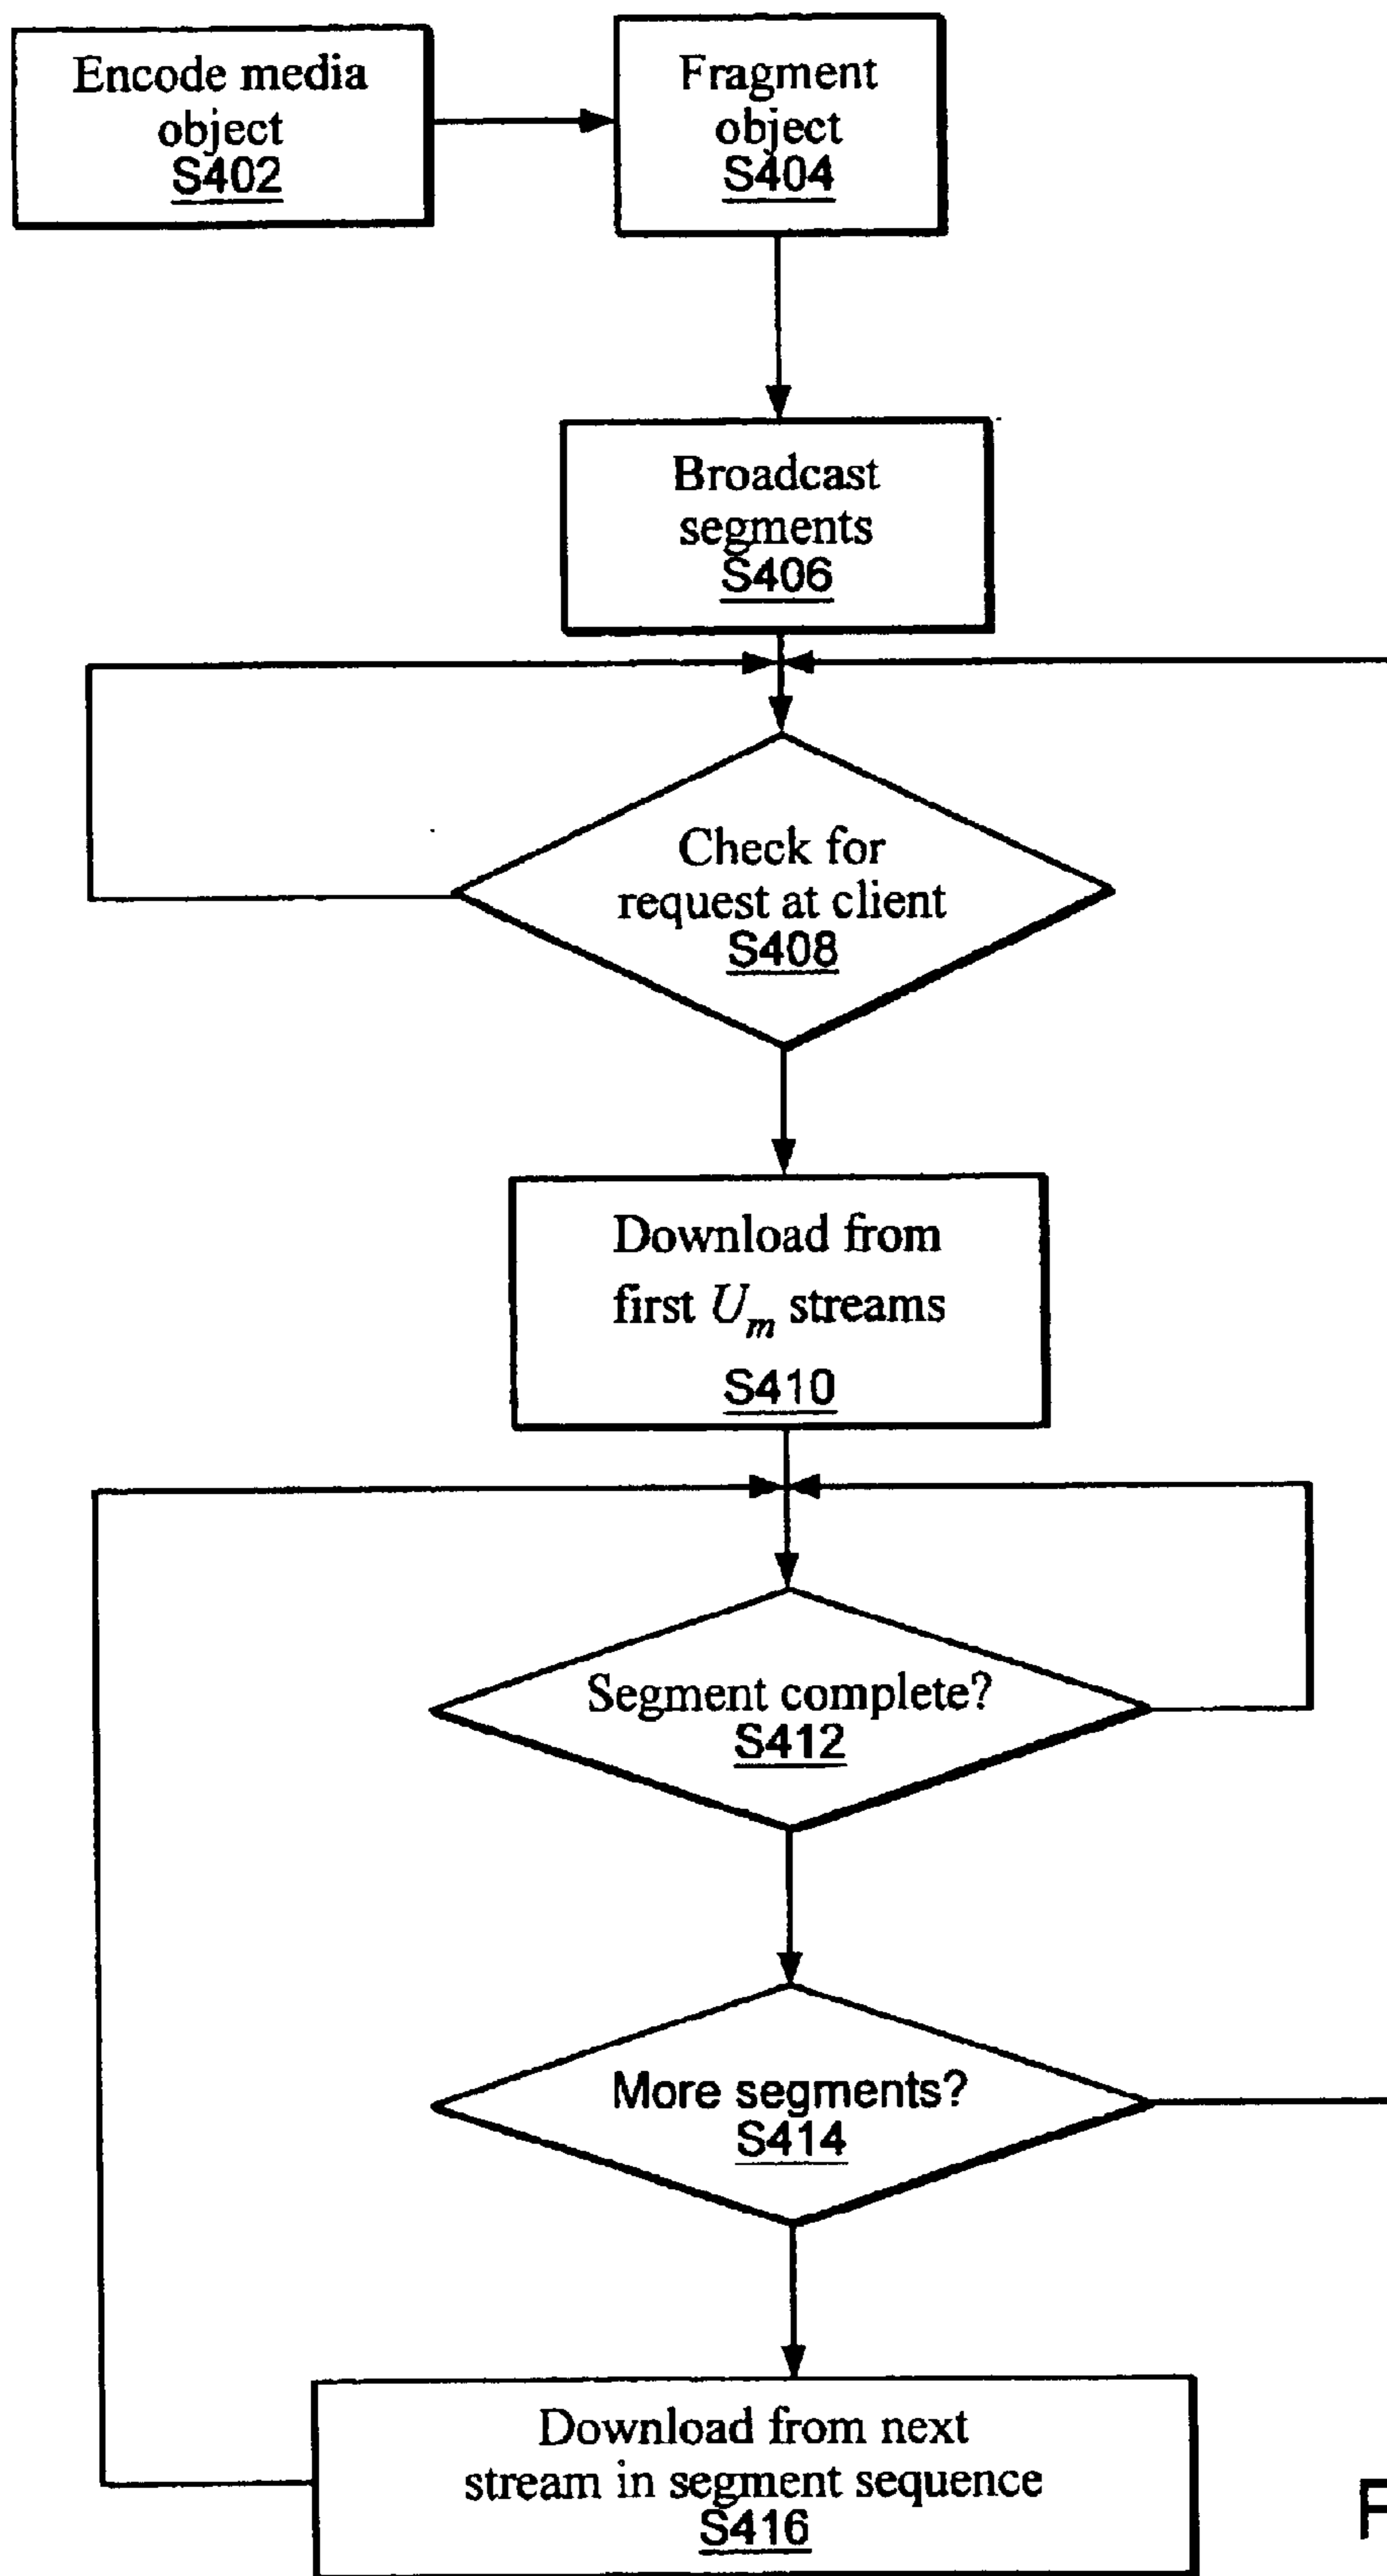 Encode media
object
S402
Fragment
object
S404
Broadcast
segments
S406
Check for
request at client
S408
Download from
first U_m streams
S410
Segment complete?
S412
More segments?
S414
Download from next
stream in segment sequence
S416
F